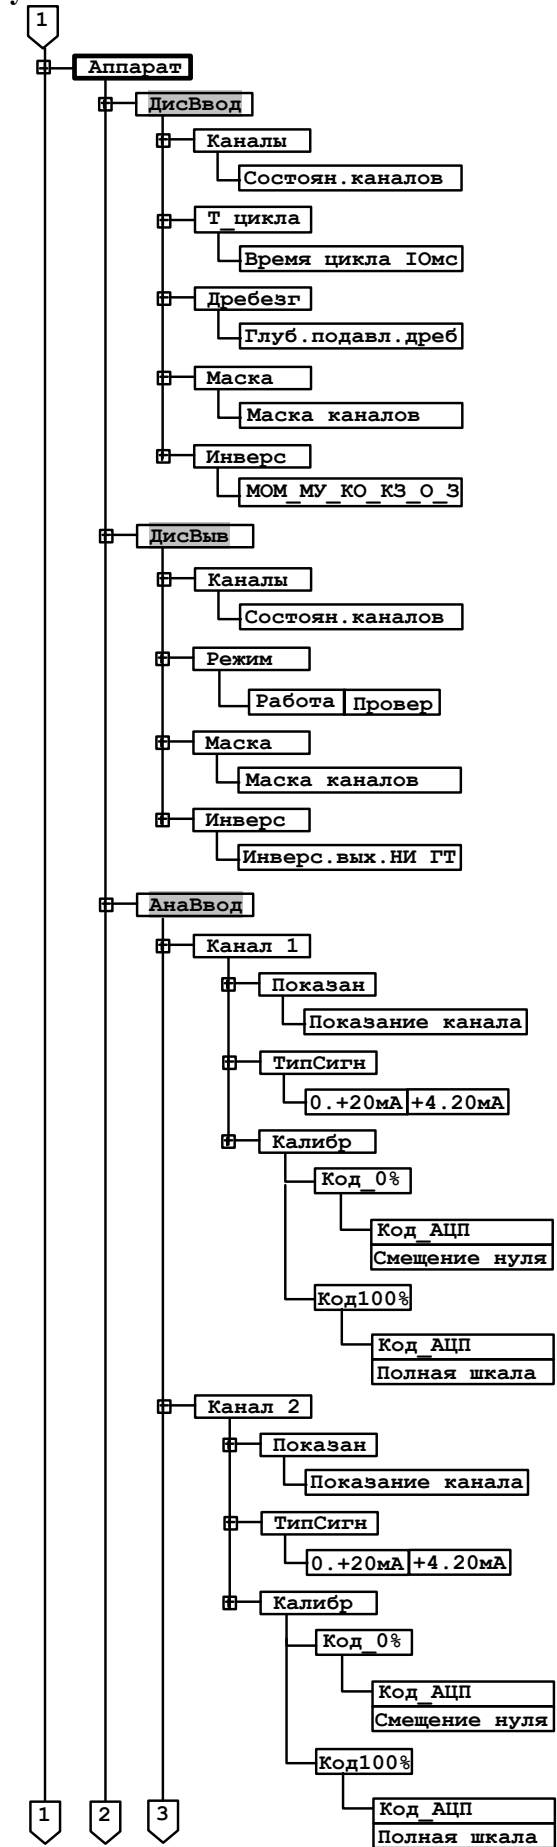 1
Аппарат
ДисВвод
Каналы
Состоян.каналов
Т_цикла
Время цикла IOмс
Дребезг
Глуб.подавл.дреб
Маска
Маска каналов
Инверс
МОМ_МУ_КО_КЗ_О_З
ДисВыв
Каналы
Состоян.каналов
Режим
Работа Провер
Маска
Маска каналов
Инверс
Инверс.вых.НИ ГТ
АнаВвод
Канал 1
Показан
Показание канала
ТипСигн
0.+20мА +4.20мА
Калибр
Код_0%
Код_АЦП
Смещение нуля
Код100%
Код_АЦП
Полная шкала
Канал 2
Показан
Показание канала
ТипСигн
0.+20мА +4.20мА
Калибр
Код_0%
Код_АЦП
Смещение нуля
Код100%
Код_АЦП
Полная шкала
1 2 3